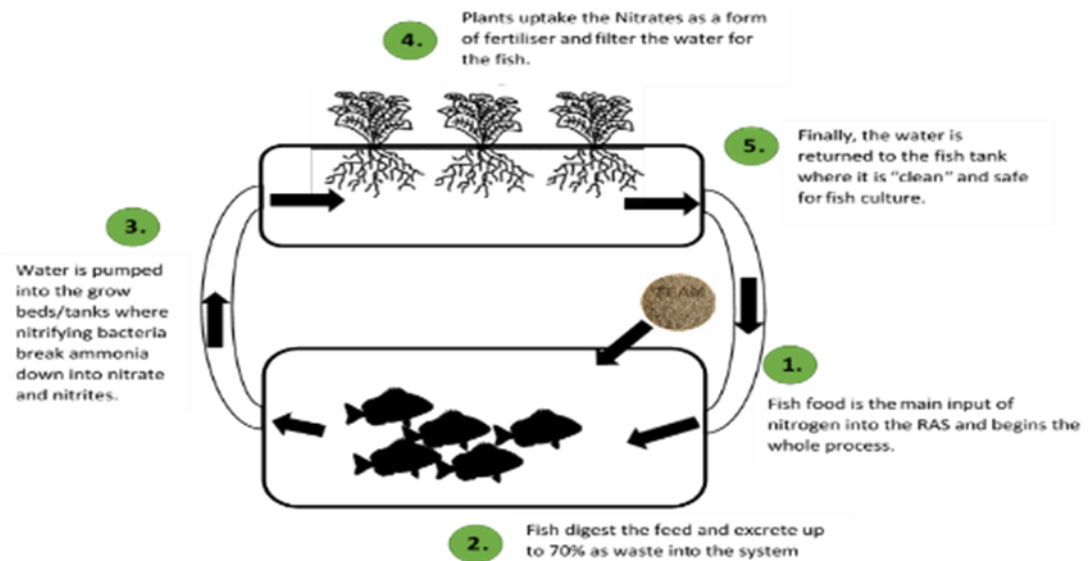 4.
Plants uptake the Nitrates as a form
of fertiliser and filter the water for
the fish.
5.
Finally, the water is
returned to the fish tank
where it is “clean” and safe
for fish culture.
3.
Water is pumped
into the grow
beds/tanks where
nitrifying bacteria
break ammonia
down into nitrate
and nitrites.
1.
Fish food is the main input of
nitrogen into the RAS and begins the
whole process.
2.
Fish digest the feed and excrete up
to 70% as waste into the system